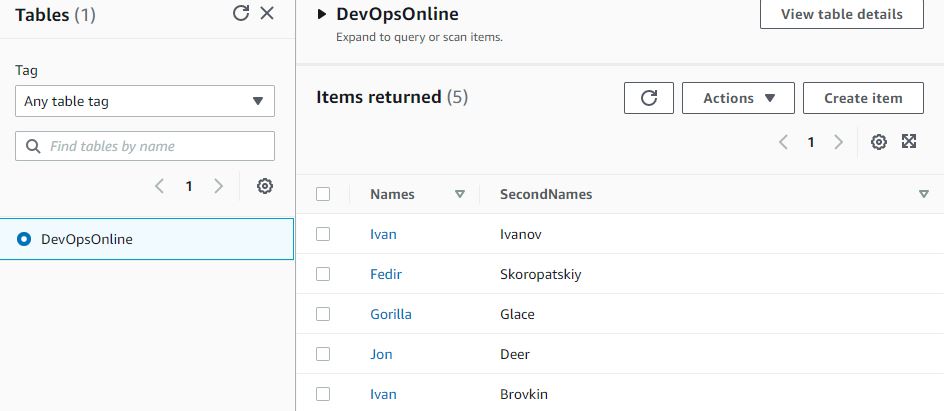 Tables (1)
Tag
Any table tag
Find tables by name
1
DevOpsOnline
DevOpsOnline
Expand to query or scan items.
View table details
Items returned (5)
Actions
Create item
1
Names SecondNames
Ivan Ivanov
Fedir Skoropatskiy
Gorilla Glace
Jon Deer
Ivan Brovkin